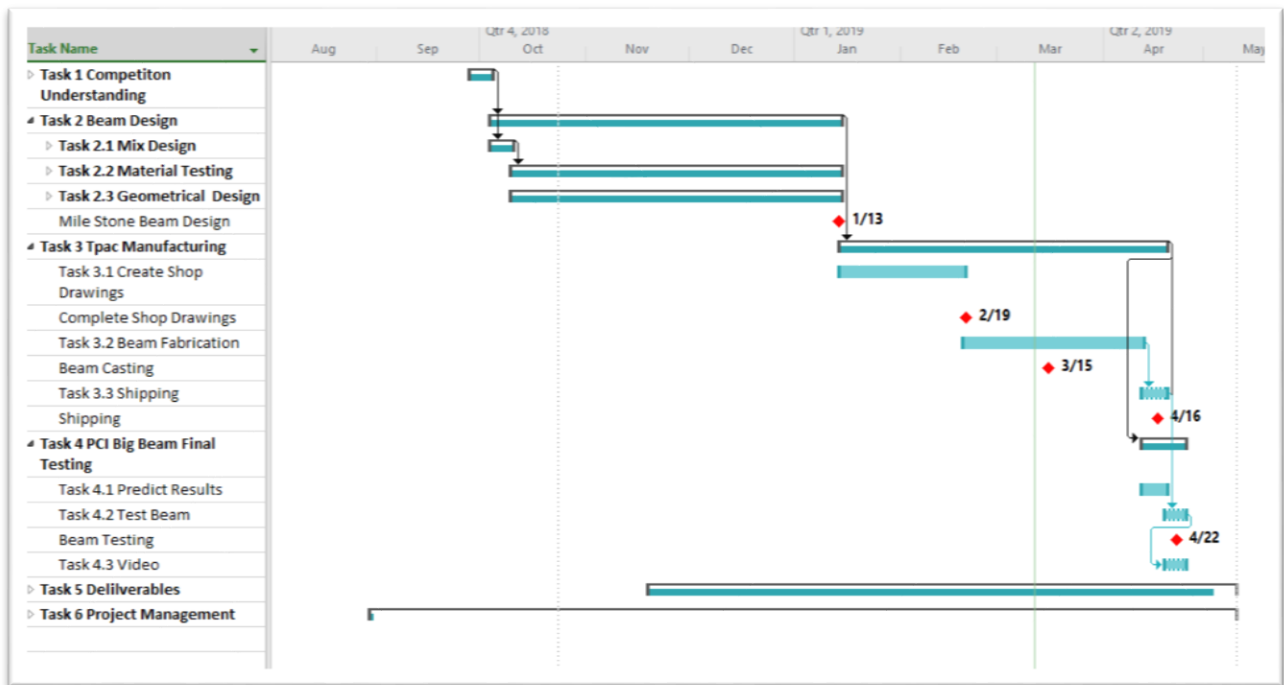 Qtr 4, 2018 Qtr 1, 2019 Qtr 2, 2019
Task Name Aug Sep Oct Nov Dec Jan Feb Mar Apr May
Task 1 Competiton
Understanding
Task 2 Beam Design
Task 2.1 Mix Design
Task 2.2 Material Testing
Task 2.3 Geometrical Design
Mile Stone Beam Design 1/13
Task 3 Tpac Manufacturing
Task 3.1 Create Shop
Drawings
Complete Shop Drawings 2/19
Task 3.2 Beam Fabrication
Beam Casting 3/15
Task 3.3 Shipping
Shipping 4/16
Task 4 PCI Big Beam Final
Testing
Task 4.1 Predict Results
Task 4.2 Test Beam
Beam Testing 4/22
Task 4.3 Video
Task 5 Delilverables
Task 6 Project Management